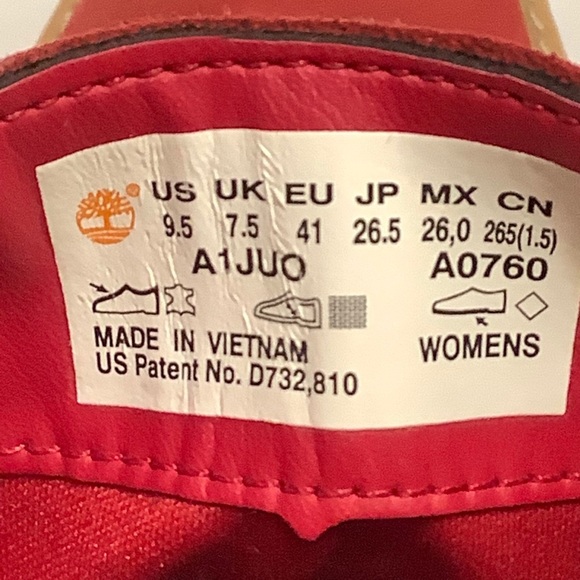 US UK EU JP MX CN
9.5 7.5 41 26.5 26,0 265(1.5)
A1JUO A0760
MADE IN VIETNAM WOMENS
US Patent No. D732,810